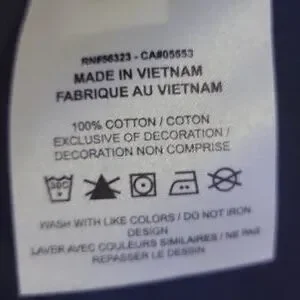 RN#56323 - CA#05553
MADE IN VIETNAM
FABRIQUE AU VIETNAM
100% COTTON / COTON
EXCLUSIVE OF DECORATION /
DECORATION NON COMPRISE
30C
WASH WITH LIKE COLORS / DO NOT IRON
DESIGN
LAVER AVEC COULEURS SIMILAIRES / NE PAS
REPASSER LE DESSIN